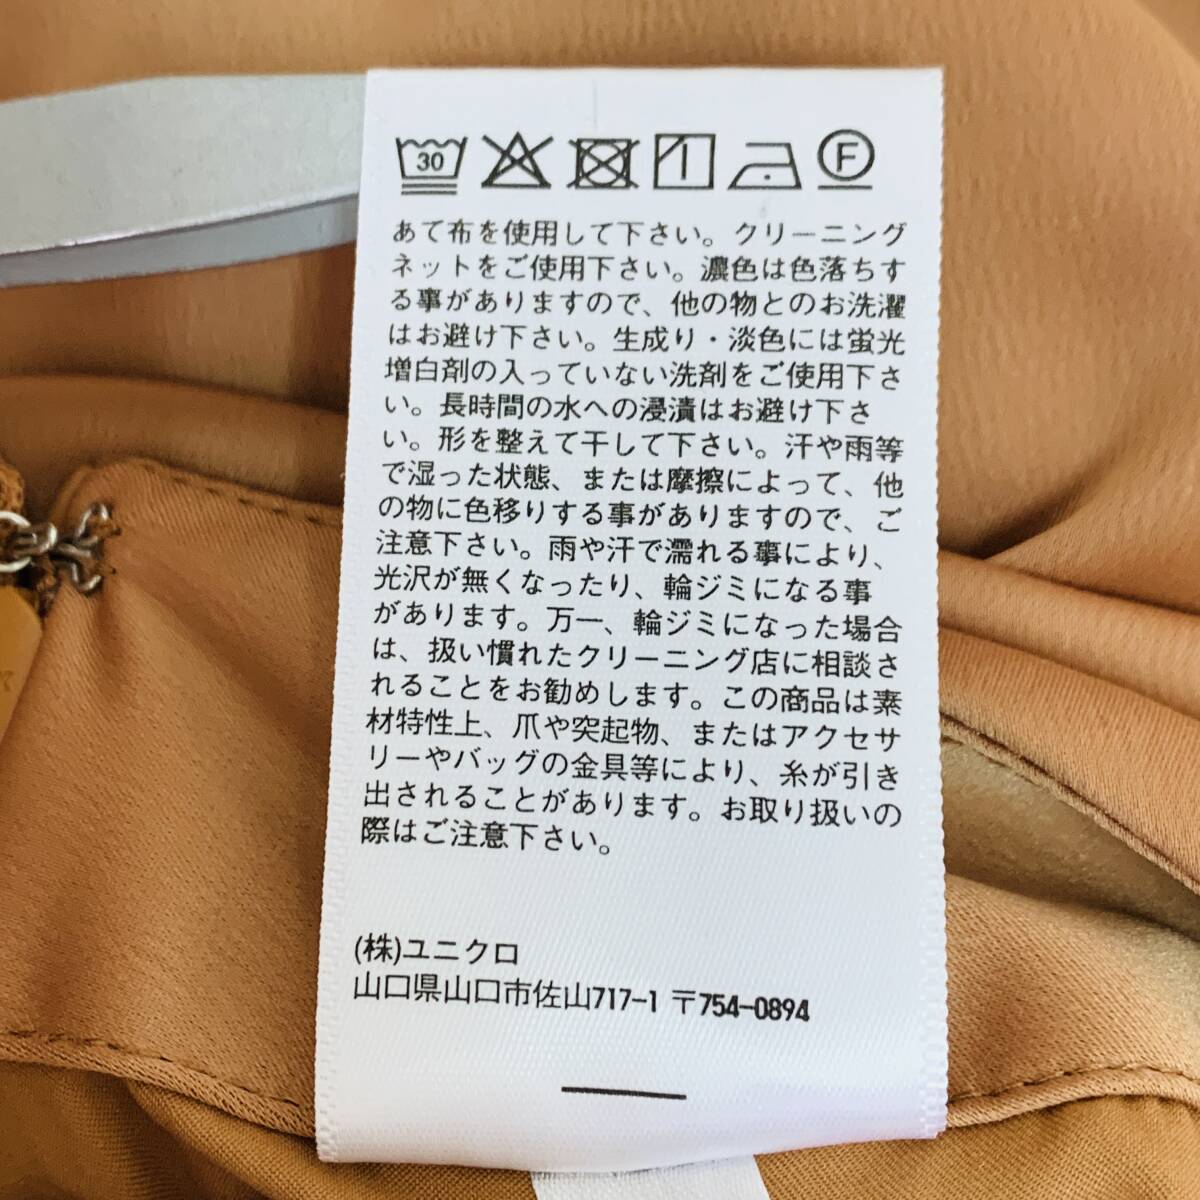 30 F
あて布を使用して下さい。クリーニング
ネットをご使用下さい。濃色は色落ちす
る事がありますので、他の物とのお洗濯
はお避け下さい。生成り・淡色には蛍光
増白剤の入っていない洗剤をご使用下さ
い。長時間の水への浸漬はお避け下さ
い。形を整えて干して下さい。汗や雨等
で湿った状態、または摩擦によって、他
の物に色移りする事がありますので、ご
注意下さい。雨や汗で濡れる事により、
光沢が無くなったり、輪ジミになる事
があります。万一、輪ジミになった場合
は、扱い慣れたクリーニング店に相談さ
れることをお勧めします。この商品は素
材特性上、爪や突起物、またはアクセサ
リーやバッグの金具等により、糸が引き
出されることがあります。お取り扱いの
際はご注意下さい。
(株)ユニクロ
山口県山口市佐山717-1 〒754-0894